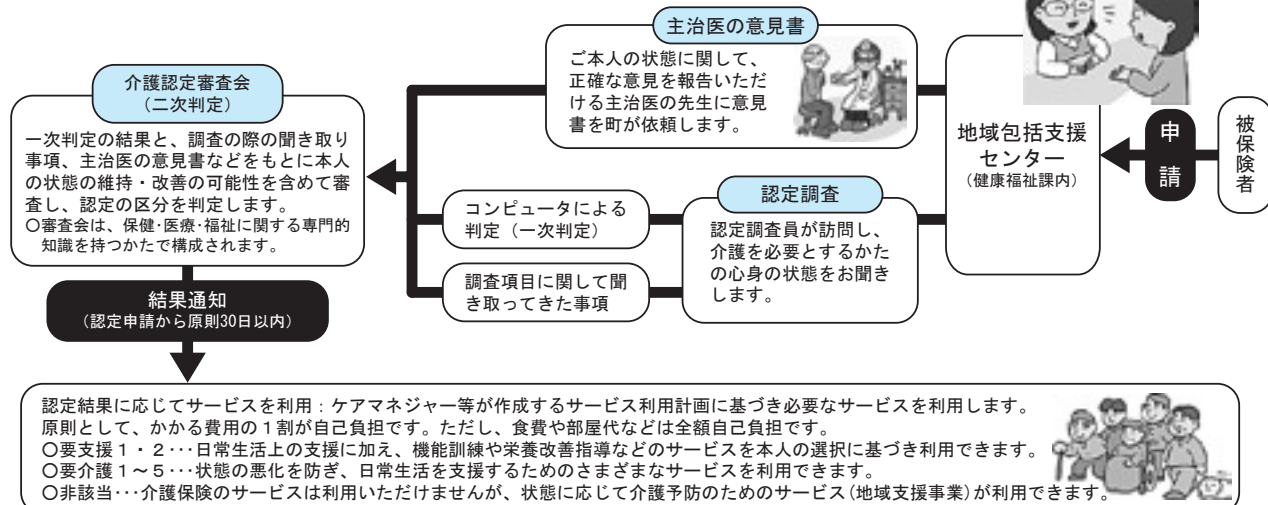 被保険者
申請
地域包括支援
センター
(健康福祉課内)
主治医の意見書
ご本人の状態に関して、
正確な意見を報告いただ
ける主治医の先生に意見
書を町が依頼します。
認定調査
認定調査員が訪問し、
介護を必要とするかた
の心身の状態をお聞き
します。
コンピュータによる
判定（一次判定）
調査項目に関して聞
き取ってきた事項
介護認定審査会
（二次判定）
一次判定の結果と、調査の際の聞き取り
事項、主治医の意見書などをもとに本人
の状態の維持・改善の可能性を含めて審
査し、認定の区分を判定します。
○審査会は、保健・医療・福祉に関する専門的
知識を持つかたで構成されます。
結果通知
（認定申請から原則30日以内）
認定結果に応じてサービスを利用：ケアマネジャー等が作成するサービス利用計画に基づき必要なサービスを利用します。
原則として、かかる費用の１割が自己負担です。ただし、食費や部屋代などは全額自己負担です。
○要支援１・２･･･日常生活上の支援に加え、機能訓練や栄養改善指導などのサービスを本人の選択に基づき利用できます。
○要介護１～５･･･状態の悪化を防ぎ、日常生活を支援するためのさまざまなサービスを利用できます。
○非該当･･･介護保険のサービスは利用いただけませんが、状態に応じて介護予防のためのサービス(地域支援事業)が利用できます。